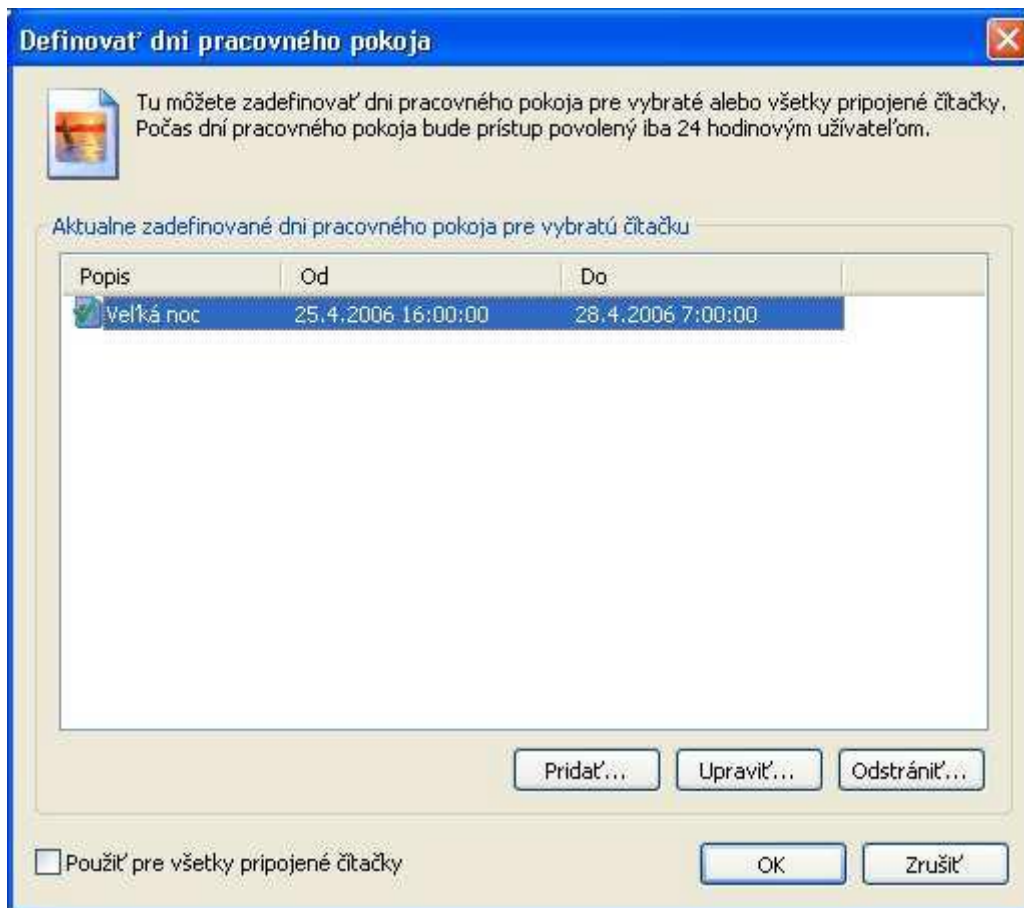 Definovať dni pracovného pokoja
Tu môžete zadefinovať dni pracovného pokoja pre vybraté alebo všetky pripojené čítačky.
Počas dní pracovného pokoja bude prístup povolený iba 24 hodinovým užívateľom.
Aktualne zadefinované dni pracovného pokoja pre vybratú čítačku
Popis Od Do
Veľká noc 25.4.2006 16:00:00 28.4.2006 7:00:00
Pridať... Upraviť... Odstrániť...
Použiť pre všetky pripojené čítačky OK Zrušiť